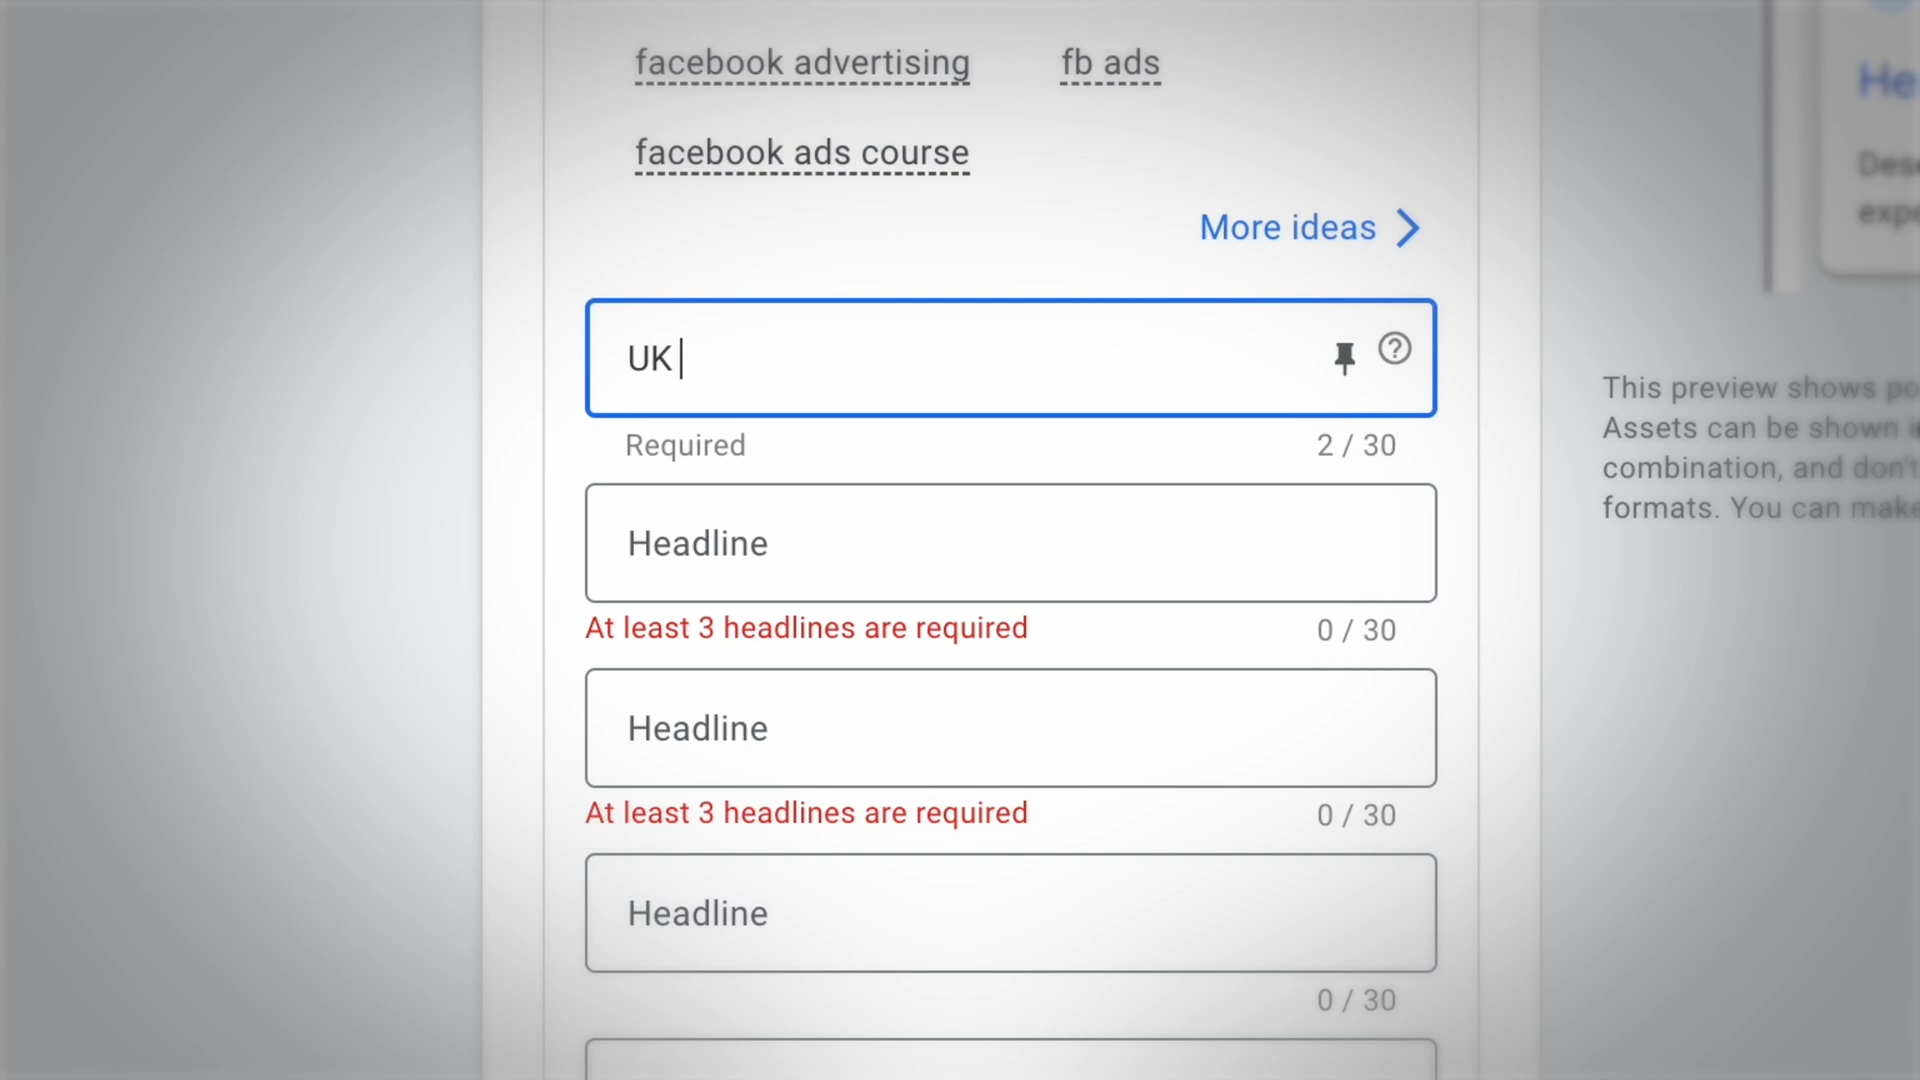 facebook advertising fb ads
He
facebook ads course
More ideas
UK
Required 2 / 30
This preview shows
Assets can be shown
combination, and don't
formats. You can make
Headline
At least 3 headlines are required 0 / 30
Headline
At least 3 headlines are required 0 / 30
Headline
0 / 30